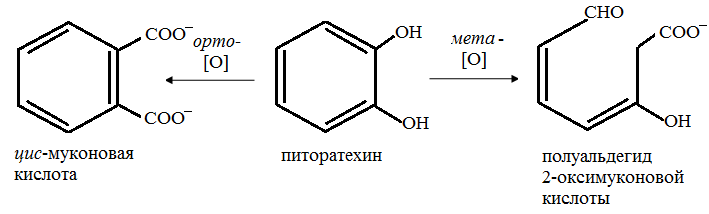 COO⁻
COO⁻
цис-муконовая
кислота
орто-
[O]
OH
OH
питоратехин
мета-
[O]
CHO
COO⁻
OH
полуальдегид
2-оксимуконовой
кислоты